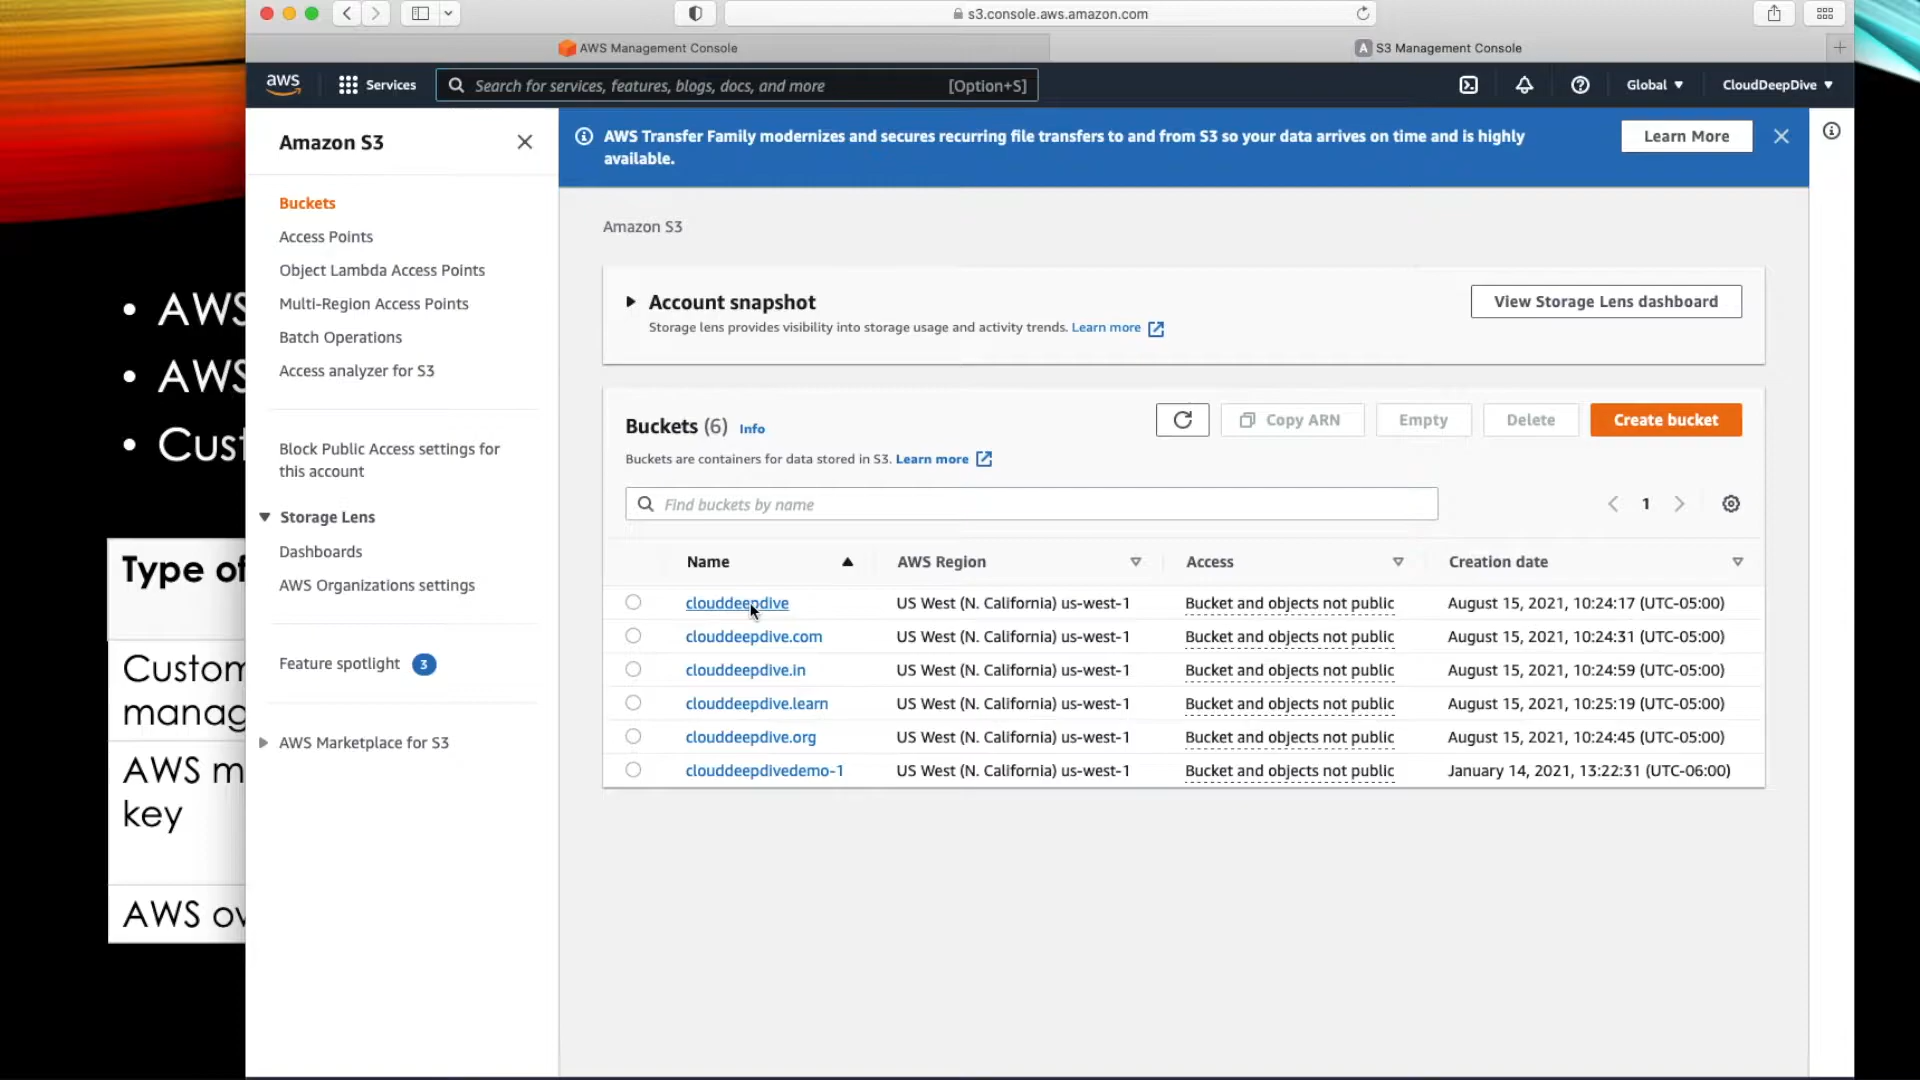 s3.console.aws.amazon.com
AWS Management Console
A S3 Management Console
aws
Services
Search for services, features, blogs, docs, and more [Option+S]
Global
CloudDeepDive
Amazon S3
Buckets
Access Points
Object Lambda Access Points
Multi-Region Access Points
Batch Operations
Access analyzer for S3
Block Public Access settings for
this account
Storage Lens
Dashboards
AWS Organizations settings
Feature spotlight 3
AWS Marketplace for S3
AWS Transfer Family modernizes and secures recurring file transfers to and from S3 so your data arrives on time and is highly
available.
Learn More
Amazon S3
Account snapshot
Storage lens provides visibility into storage usage and activity trends. Learn more
View Storage Lens dashboard
Buckets (6) Info
Copy ARN
Empty
Delete
Create bucket
Buckets are containers for data stored in S3. Learn more
Find buckets by name
1
Name AWS Region Access Creation date
clouddeepdive US West (N. California) us-west-1 Bucket and objects not public August 15, 2021, 10:24:17 (UTC-05:00)
clouddeepdive.com US West (N. California) us-west-1 Bucket and objects not public August 15, 2021, 10:24:31 (UTC-05:00)
clouddeepdive.in US West (N. California) us-west-1 Bucket and objects not public August 15, 2021, 10:24:59 (UTC-05:00)
clouddeepdive.learn US West (N. California) us-west-1 Bucket and objects not public August 15, 2021, 10:25:19 (UTC-05:00)
clouddeepdive.org US West (N. California) us-west-1 Bucket and objects not public August 15, 2021, 10:24:45 (UTC-05:00)
clouddeepdivedemo-1 US West (N. California) us-west-1 Bucket and objects not public January 14, 2021, 13:22:31 (UTC-06:00)
• AWS
• AWS
• Cust
Type of
Custom
manag
AWS m
key
AWS ov